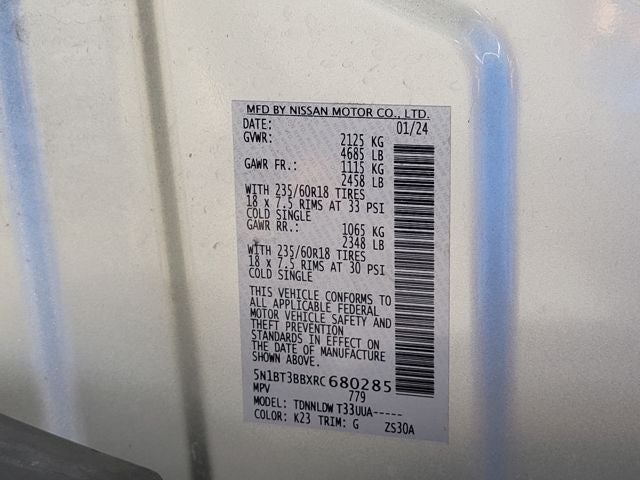 MFD BY NISSAN MOTOR CO., LTD.
DATE: 01/24
GVWR: 2125 KG
4685 LB
GAWR FR.: 1115 KG
2458 LB
WITH 235/60R18 TIRES
18 x 7.5 RIMS AT 33 PSI
COLD SINGLE
GAWR RR.: 1065 KG
2348 LB
WITH 235/60R18 TIRES
18 x 7.5 RIMS AT 30 PSI
COLD SINGLE
THIS VEHICLE CONFORMS TO
ALL APPLICABLE FEDERAL
MOTOR VEHICLE SAFETY AND
THEFT PREVENTION
STANDARDS IN EFFECT ON
THE DATE OF MANUFACTURE
SHOWN ABOVE.
5N1BT3BBXRC680285
MPV 779
MODEL: TDNNLDW T33UUA-----
COLOR: K23 TRIM: G ZS30A